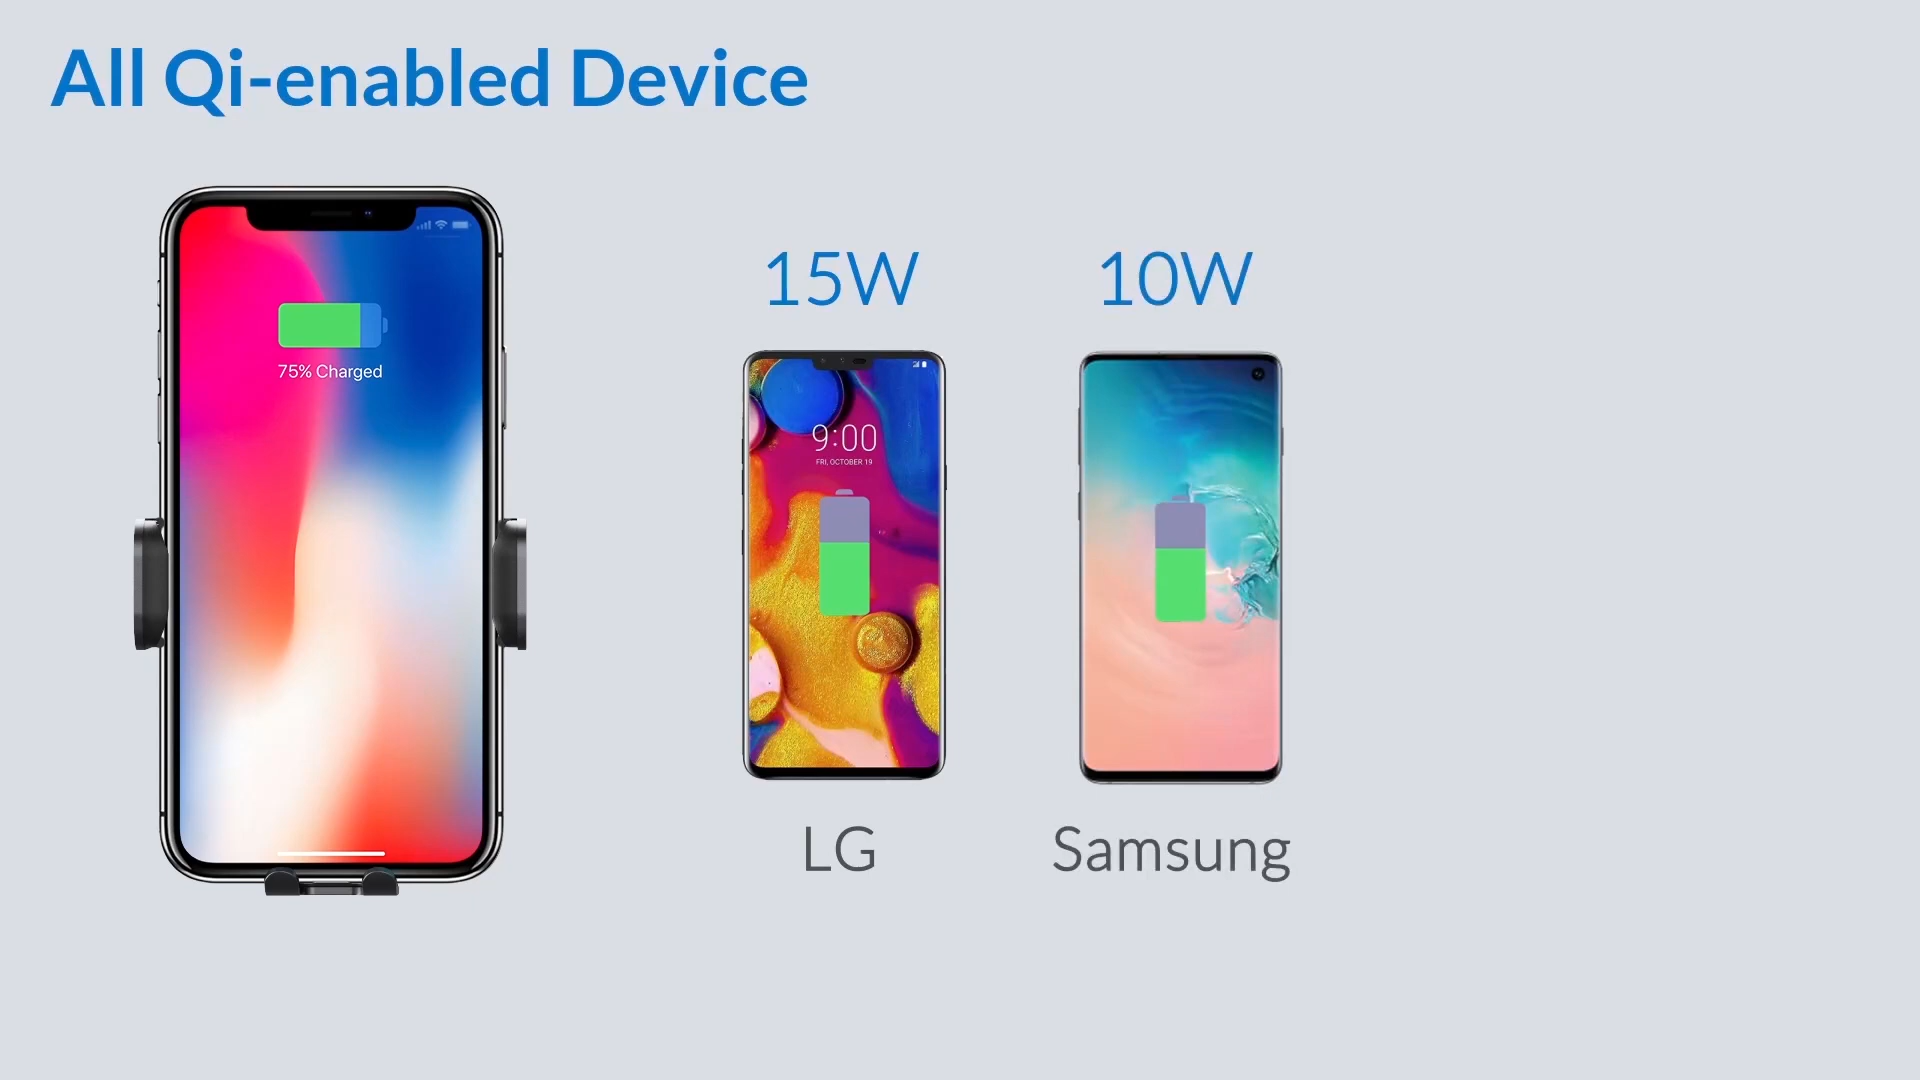 All Qi-enabled Device
75% Charged
15W
10W
9:00
FRI, OCTOBER 19
LG
Samsung